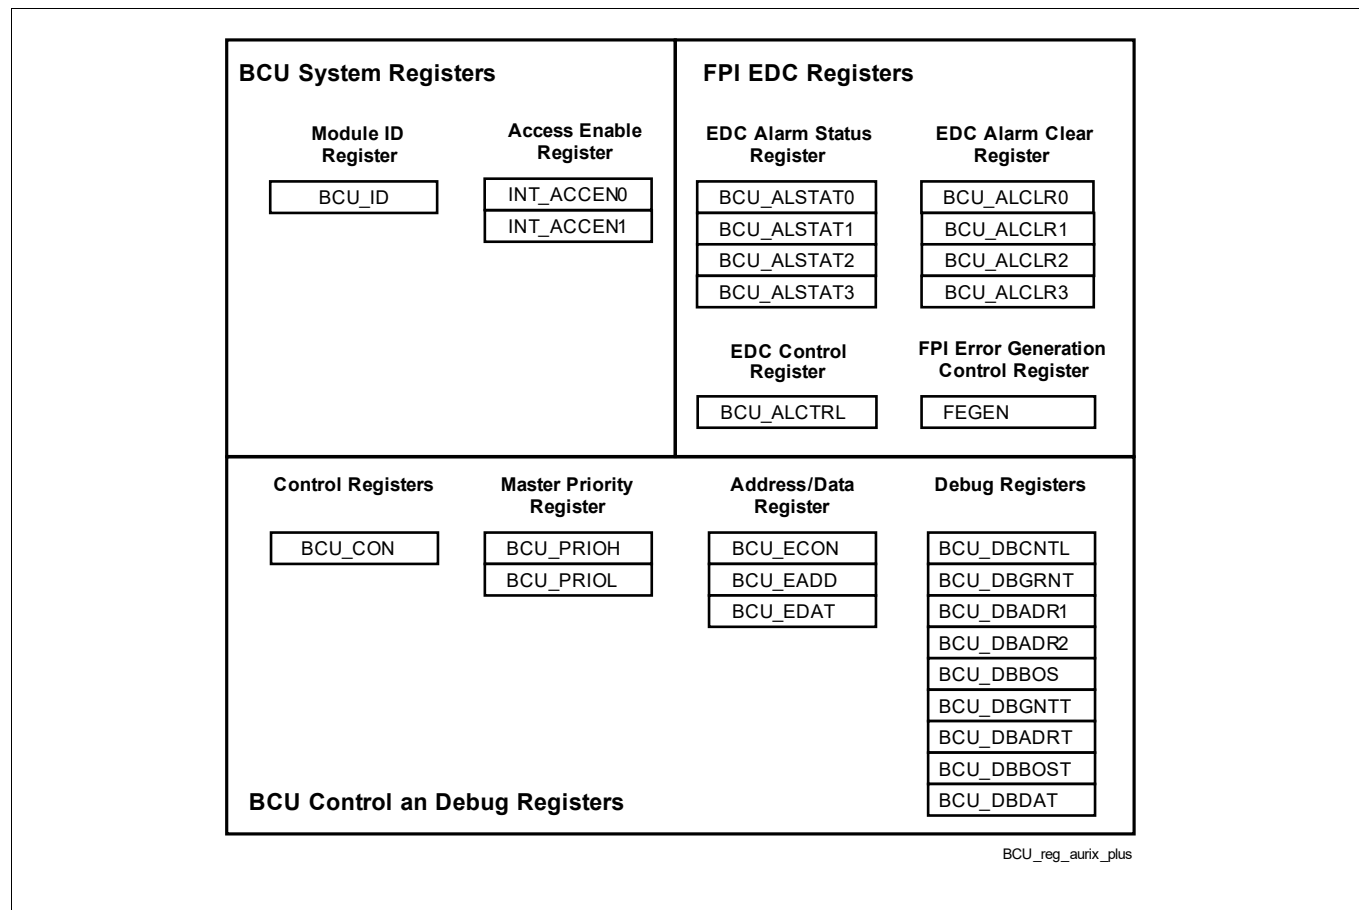 BCU System Registers
Module ID
Register
BCU_ID
Access Enable
Register
INT_ACCEN0
INT_ACCEN1
FPI EDC Registers
EDC Alarm Status
Register
BCU_ALSTAT0
BCU_ALSTAT1
BCU_ALSTAT2
BCU_ALSTAT3
EDC Alarm Clear
Register
BCU_ALCLR0
BCU_ALCLR1
BCU_ALCLR2
BCU_ALCLR3
EDC Control
Register
BCU_ALCTRL
FPI Error Generation
Control Register
FEGEN
Control Registers
BCU_CON
Master Priority
Register
BCU_PRIOH
BCU_PRIOL
Address/Data
Register
BCU_ECON
BCU_EADD
BCU_EDAT
Debug Registers
BCU_DBCNTL
BCU_DBGRNT
BCU_DBADR1
BCU_DBADR2
BCU_DBBOS
BCU_DBGNTT
BCU_DBADRT
BCU_DBBOST
BCU_DBDAT
BCU Control an Debug Registers
BCU_reg_aurix_plus